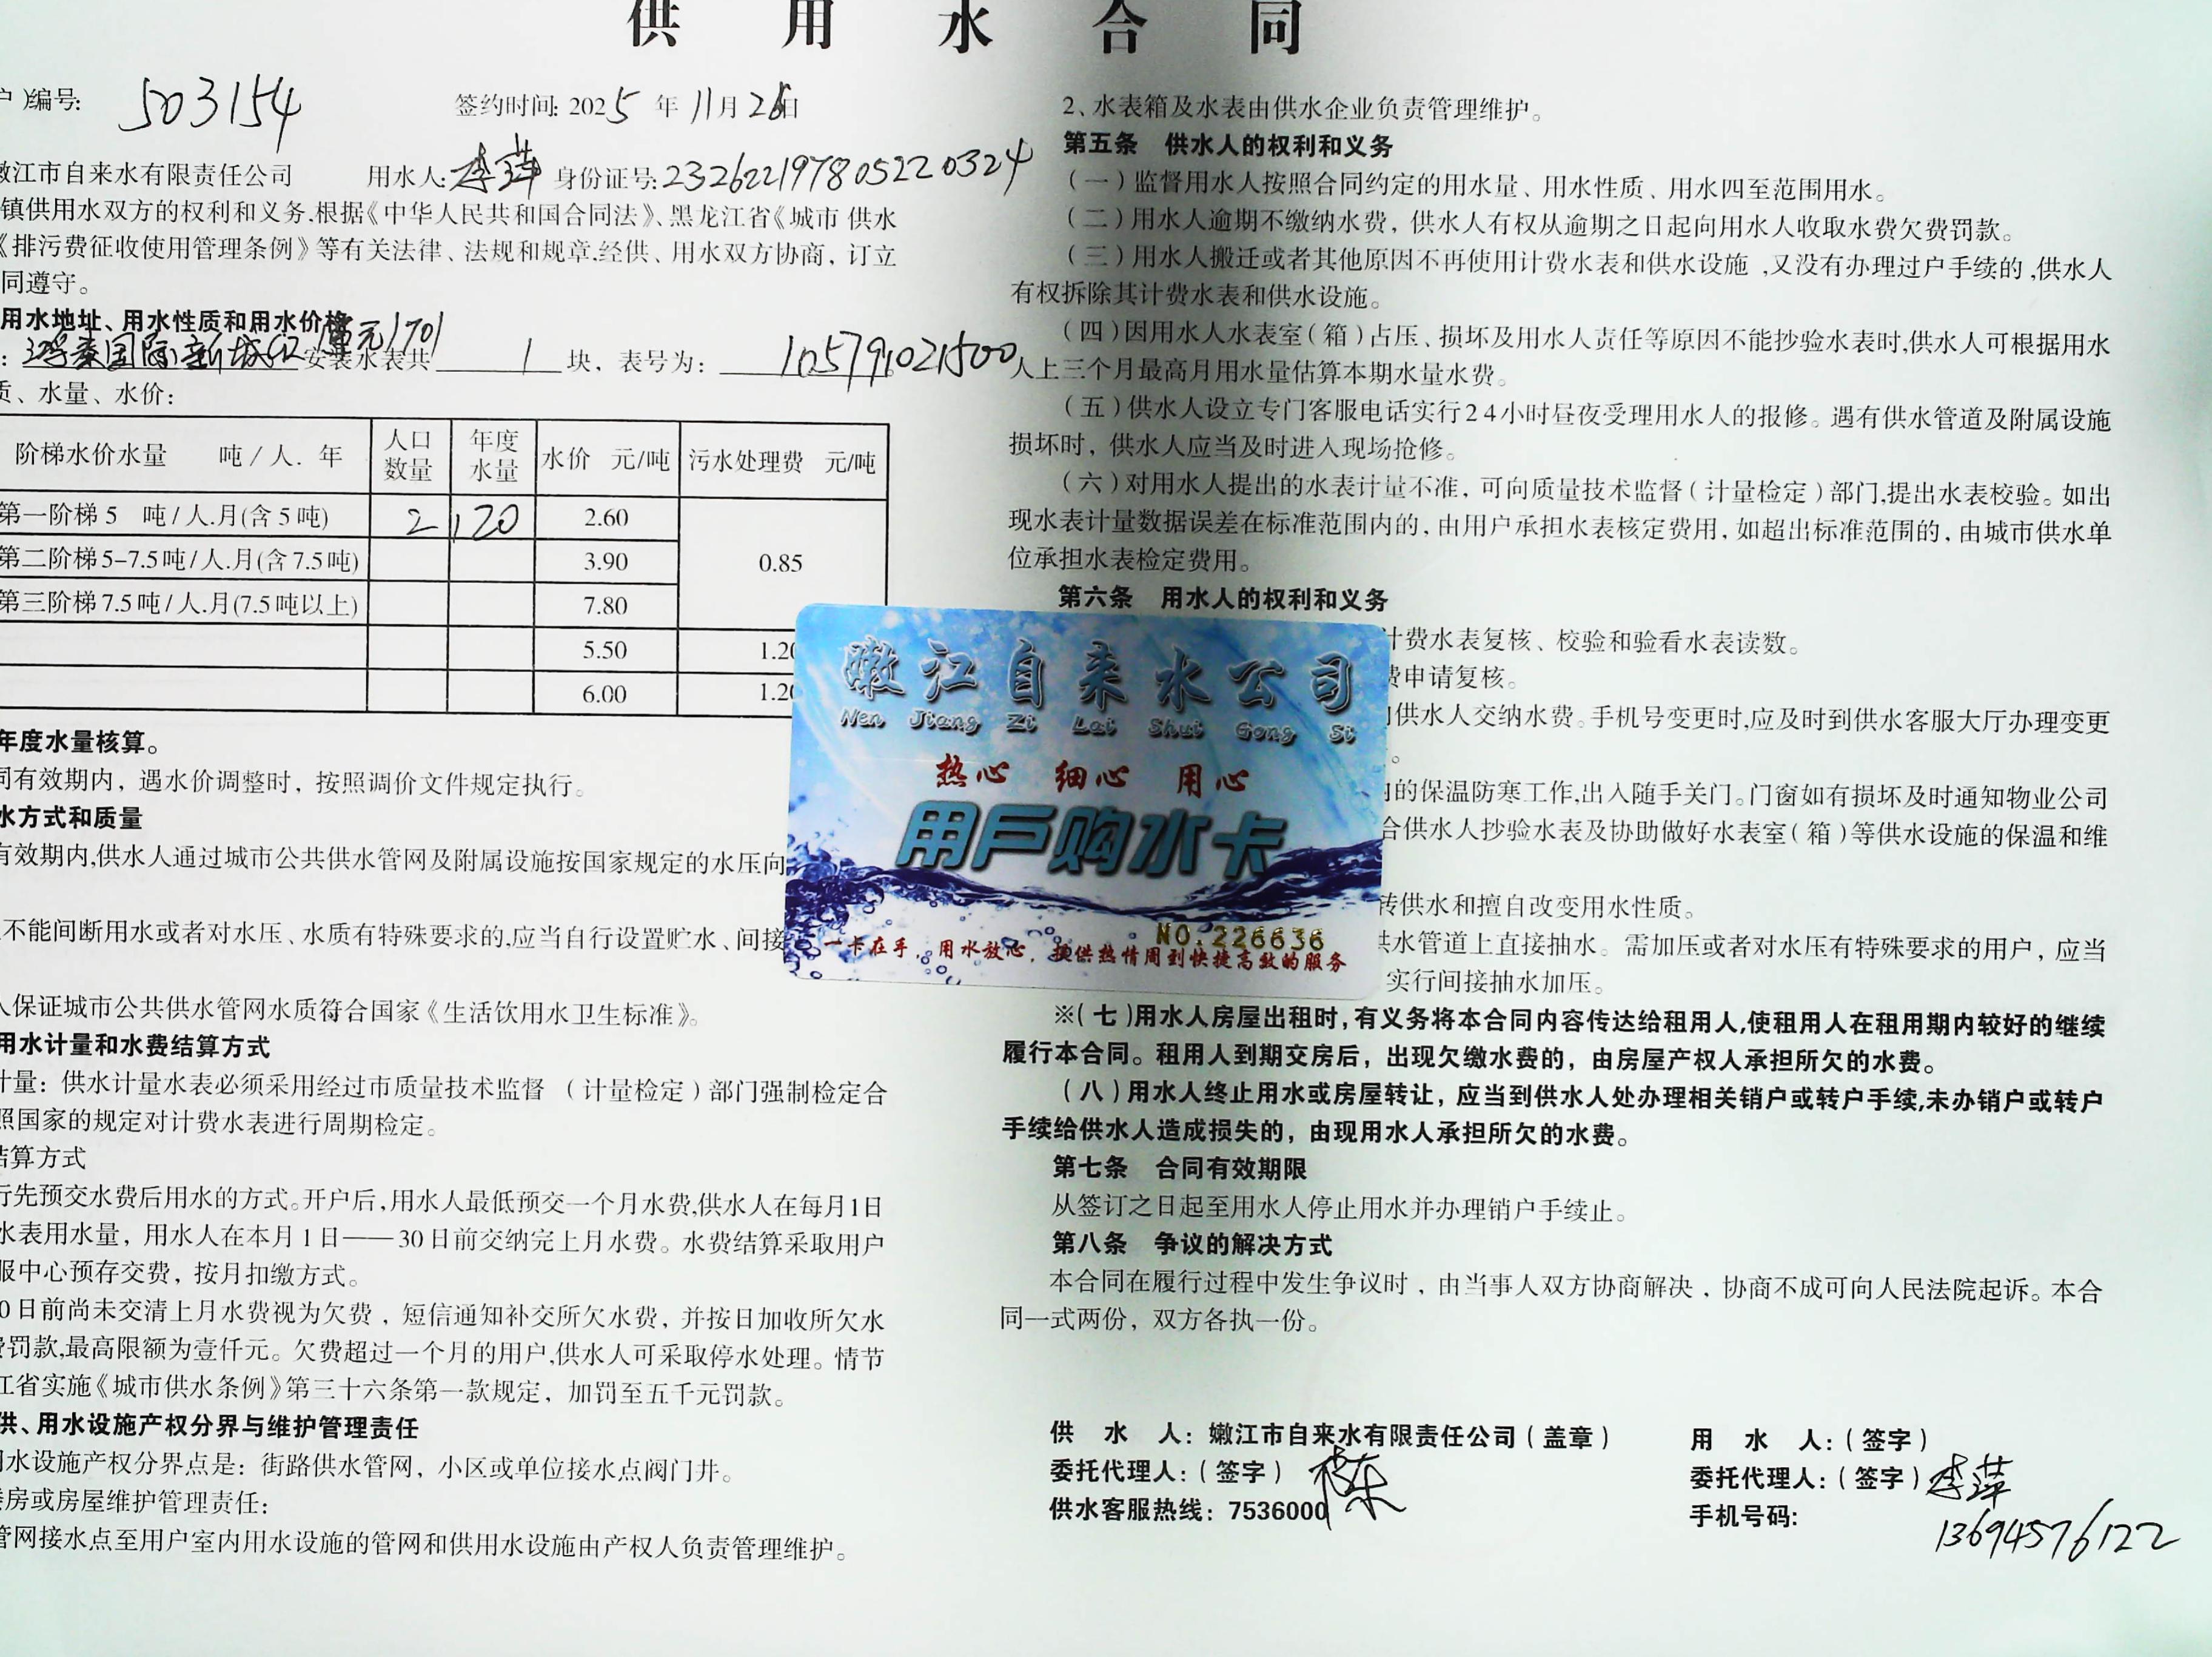 供用水合同
户)编号: 503154 签约时间: 2025年11月26日
嫩江市自来水有限责任公司 用水人: 李萍 身份证号: 232622197805220324
镇供用水双方的权利和义务,根据《中华人民共和国合同法》、黑龙江省《城市 供水
《排污费征收使用管理条例》等有关法律、法规和规章,经供、用水双方协商，订立
同遵守。
用水地址、用水性质和用水价格
: 鸿泰国际新城 单元1701 安装水表共 1 块，表号为: 105791021500
质、水量、水价:
阶梯水价水量 吨/人. 年 人口数量 年度水量 水价 元/吨 污水处理费 元/吨
第一阶梯5 吨/人.月(含5吨) 2 120 2.60
第二阶梯5-7.5吨/人.月(含7.5吨) 3.90 0.85
第三阶梯7.5吨/人.月(7.5吨以上) 7.80
5.50 1.20
6.00 1.20
年度水量核算。
同有效期内，遇水价调整时，按照调价文件规定执行。
水方式和质量
有效期内,供水人通过城市公共供水管网及附属设施按国家规定的水压向
不能间断用水或者对水压、水质有特殊要求的,应当自行设置贮水、间接
人保证城市公共供水管网水质符合国家《生活饮用水卫生标准》。
用水计量和水费结算方式
计量：供水计量水表必须采用经过市质量技术监督 （计量检定）部门强制检定合
照国家的规定对计费水表进行周期检定。
结算方式
行先预交水费后用水的方式。开户后,用水人最低预交一个月水费,供水人在每月1日
水表用水量，用水人在本月1日——30日前交纳完上月水费。水费结算采取用户
服中心预存交费，按月扣缴方式。
0日前尚未交清上月水费视为欠费，短信通知补交所欠水费，并按日加收所欠水
费罚款,最高限额为壹仟元。欠费超过一个月的用户,供水人可采取停水处理。情节
江省实施《城市供水条例》第三十六条第一款规定，加罚至五千元罚款。
供、用水设施产权分界与维护管理责任
用水设施产权分界点是：街路供水管网，小区或单位接水点阀门井。
楼房或房屋维护管理责任:
管网接水点至用户室内用水设施的管网和供用水设施由产权人负责管理维护。
2、水表箱及水表由供水企业负责管理维护。
第五条 供水人的权利和义务
（一）监督用水人按照合同约定的用水量、用水性质、用水四至范围用水。
（二）用水人逾期不缴纳水费，供水人有权从逾期之日起向用水人收取水费欠费罚款。
（三）用水人搬迁或者其他原因不再使用计费水表和供水设施,又没有办理过户手续的,供水人
有权拆除其计费水表和供水设施。
（四）因用水人水表室（箱）占压、损坏及用水人责任等原因不能抄验水表时,供水人可根据用水
人上三个月最高月用水量估算本期水量水费。
（五）供水人设立专门客服电话实行24小时昼夜受理用水人的报修。遇有供水管道及附属设施
损坏时，供水人应当及时进入现场抢修。
（六）对用水人提出的水表计量不准，可向质量技术监督（计量检定）部门,提出水表校验。如出
现水表计量数据误差在标准范围内的，由用户承担水表核定费用，如超出标准范围的，由城市供水单
位承担水表检定费用。
第六条 用水人的权利和义务
计费水表复核、校验和验看水表读数。
费申请复核。
供水人交纳水费。手机号变更时,应及时到供水客服大厅办理变更
。
内的保温防寒工作,出入随手关门。门窗如有损坏及时通知物业公司
合供水人抄验水表及协助做好水表室（箱）等供水设施的保温和维
转供水和擅自改变用水性质。
供水管道上直接抽水。需加压或者对水压有特殊要求的用户，应当
实行间接抽水加压。
※（七）用水人房屋出租时,有义务将本合同内容传达给租用人,使租用人在租用期内较好的继续
履行本合同。租用人到期交房后，出现欠缴水费的，由房屋产权人承担所欠的水费。
（八）用水人终止用水或房屋转让，应当到供水人处办理相关销户或转户手续,未办销户或转户
手续给供水人造成损失的，由现用水人承担所欠的水费。
第七条 合同有效期限
从签订之日起至用水人停止用水并办理销户手续止。
第八条 争议的解决方式
本合同在履行过程中发生争议时，由当事人双方协商解决，协商不成可向人民法院起诉。本合
同一式两份，双方各执一份。
供 水 人：嫩江市自来水有限责任公司（盖章）
委托代理人:（签字）
供水客服热线：7536000
用 水 人:（签字）
委托代理人:（签字）李萍
手机号码: 13694576122
嫩江自来水公司
Nen Jiang Zi Lai Shui Gong Si
热心 细心 用心
用户购水卡
NO.226636
一卡在手，用水放心，提供热情周到快捷高效的服务